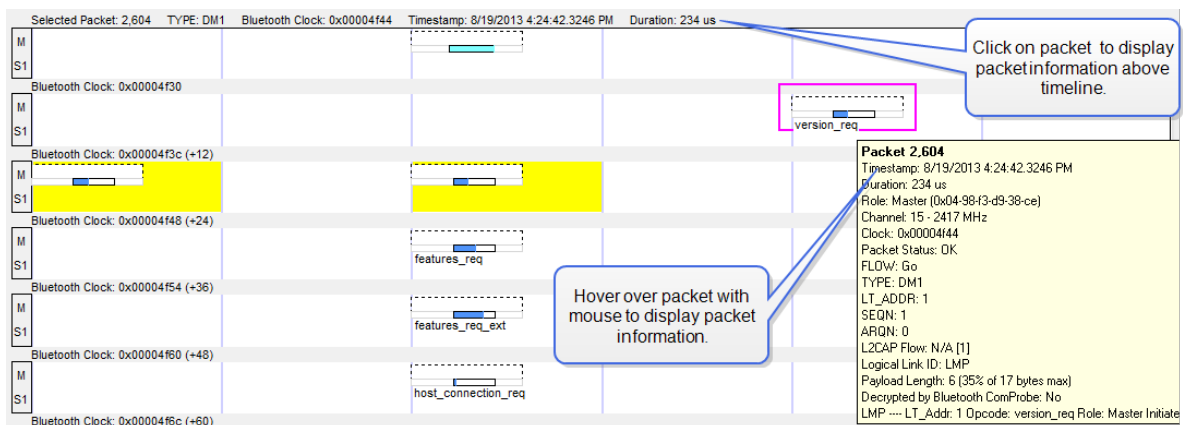 Selected Packet: 2,604 TYPE: DM1 Bluetooth Clock: 0x00004f44 Timestamp: 8/19/2013 4:24:42.3246 PM Duration: 234 us
M
S1
Click on packet to display
packet information above
timeline.
Bluetooth Clock: 0x00004f30
M
S1
version_req
Bluetooth Clock: 0x00004f3c (+12)
M
S1
Packet 2,604
Timestamp: 8/19/2013 4:24:42.3246 PM
Duration: 234 us
Role: Master (0x04-98-f3-d9-38-ce)
Channel: 15 - 2417 MHz
Clock: 0x00004f44
Packet Status: OK
FLOW: Go
TYPE: DM1
LT_ADDR: 1
SEQN: 1
ARQN: 0
L2CAP Flow: N/A [1]
Logical Link ID: LMP
Payload Length: 6 (35% of 17 bytes max)
Decrypted by Bluetooth ComProbe: No
LMP ---- LT_Addr: 1 Opcode: version_req Role: Master Initiate
Bluetooth Clock: 0x00004f48 (+24)
M
S1
features_req
Hover over packet with
mouse to display packet
information.
Bluetooth Clock: 0x00004f54 (+36)
M
S1
features_req_ext
Bluetooth Clock: 0x00004f60 (+48)
M
S1
host_connection_req
Bluetooth Clock: 0x00004f6c (+60)